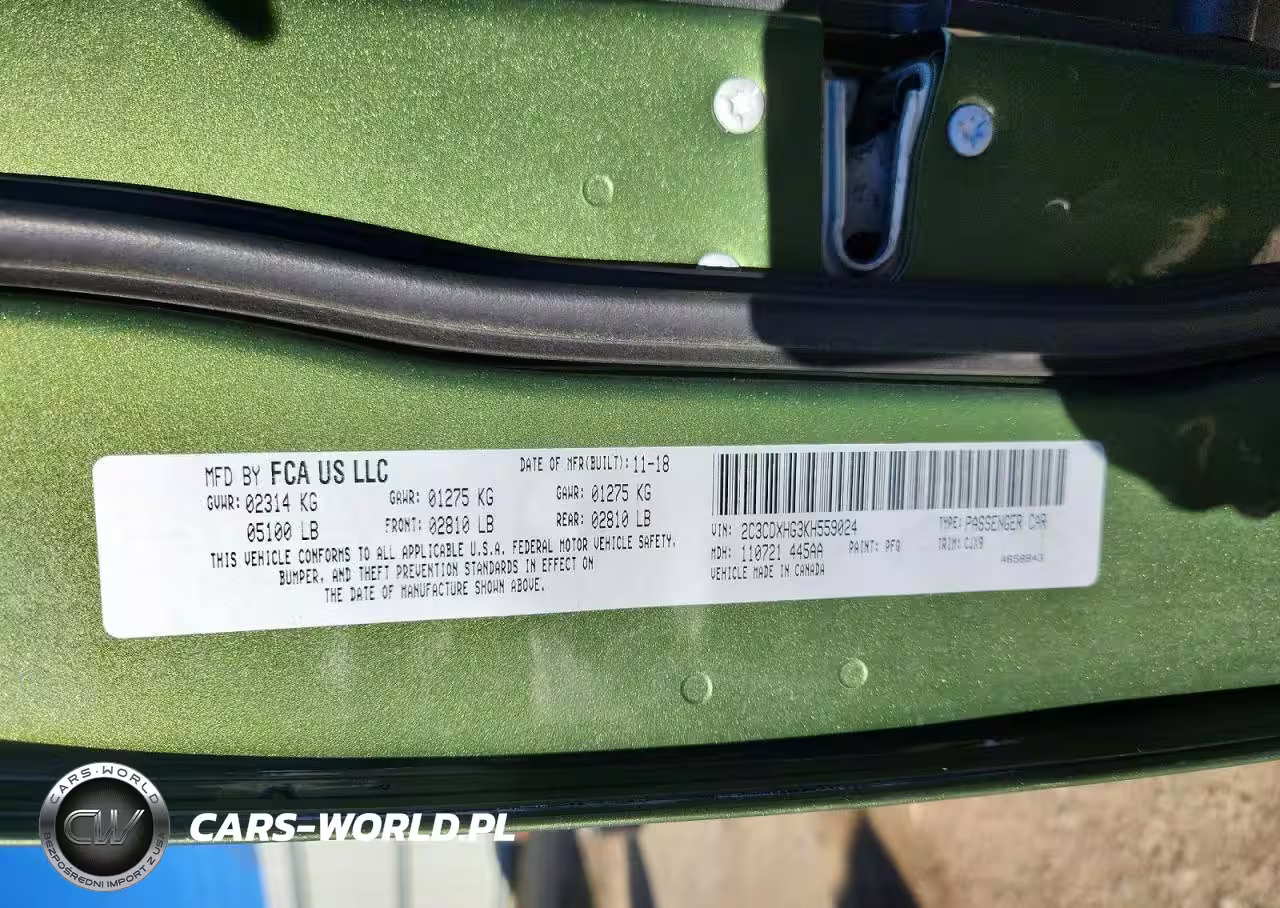 MFD BY FCA US LLC
DATE OF MFR(BUILT): 11-18
GVWR: 02314 KG
GAWR: 01275 KG
GAWR: 01275 KG
05100 LB
FRONT: 02810 LB
REAR: 02810 LB
THIS VEHICLE CONFORMS TO ALL APPLICABLE U.S.A. FEDERAL MOTOR VEHICLE SAFETY,
BUMPER, AND THEFT PREVENTION STANDARDS IN EFFECT ON
THE DATE OF MANUFACTURE SHOWN ABOVE.
VIN: 2C3CDXHG3KH559024
TYPE: PASSENGER CAR
MDH: 110721 445AA
PAINT: PFQ
TRIM: CJX9
VEHICLE MADE IN CANADA
4658843
CARS-WORLD
CW
BEZPOŚREDNI IMPORT Z USA
CARS-WORLD.PL